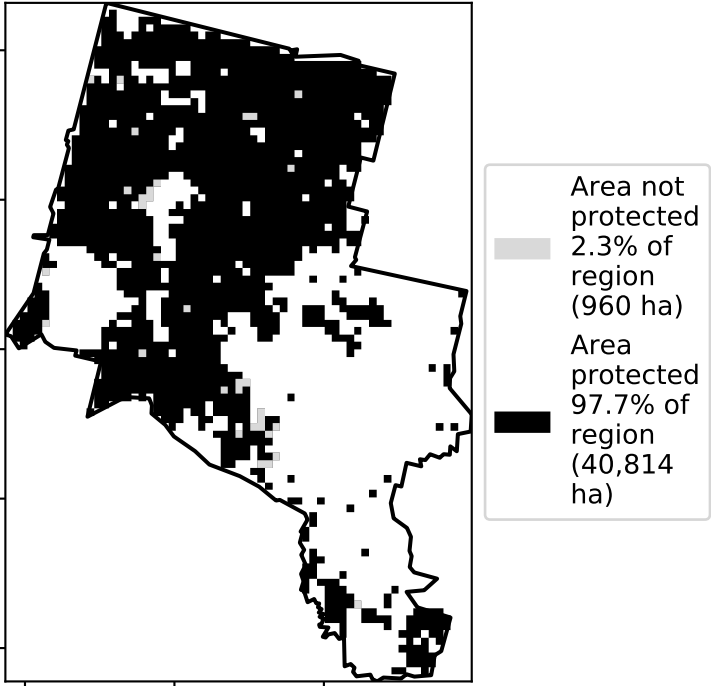 Area not
protected
2.3% of
region
(960 ha)
Area
protected
97.7% of
region
(40,814
ha)